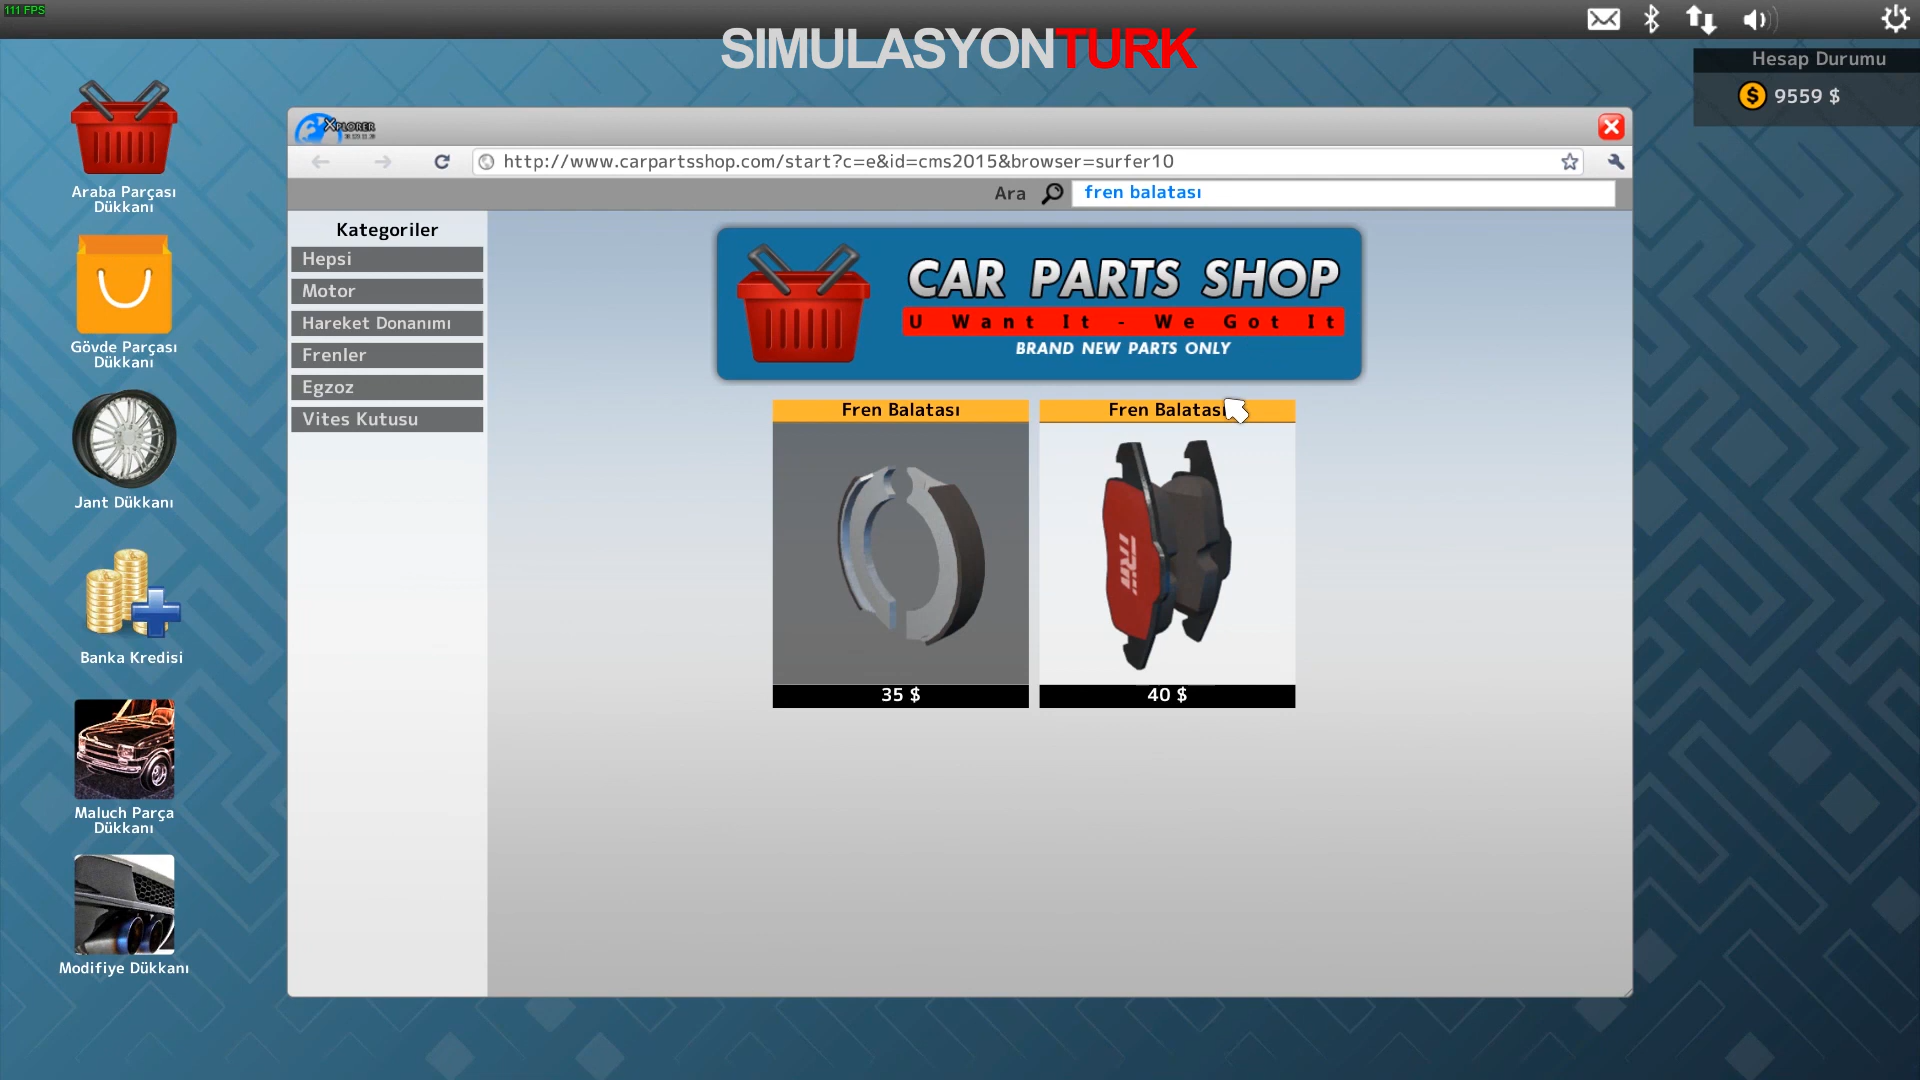 111 FPS
SIMULASYONTURK
Hesap Durumu
9559 $
Araba Parçası
Dükkanı
Gövde Parçası
Dükkanı
Jant Dükkanı
Banka Kredisi
Maluch Parça
Dükkanı
Modifiye Dükkanı
XPLORER
http://www.carpartsshop.com/start?c=e&id=cms2015&browser=surfer10
Ara
fren balatası
Kategoriler
Hepsi
Motor
Hareket Donanımı
Frenler
Egzoz
Vites Kutusu
CAR PARTS SHOP
U Want It - We Got It
BRAND NEW PARTS ONLY
Fren Balatası
TRW
35 $
Fren Balatası
40 $